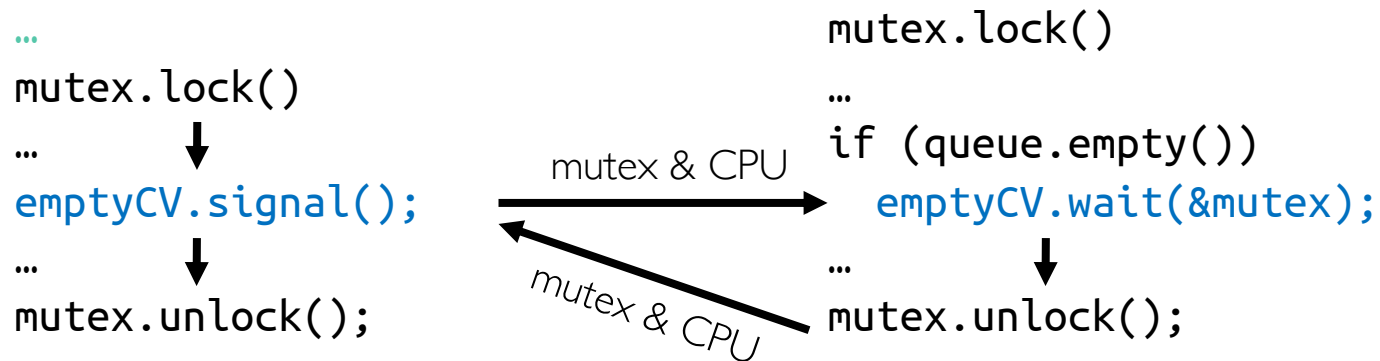 …
mutex.lock()
…
emptyCV.signal();
…
mutex.unlock();
mutex & CPU
mutex & CPU
mutex.lock()
…
if (queue.empty())
emptyCV.wait(&mutex);
…
mutex.unlock();